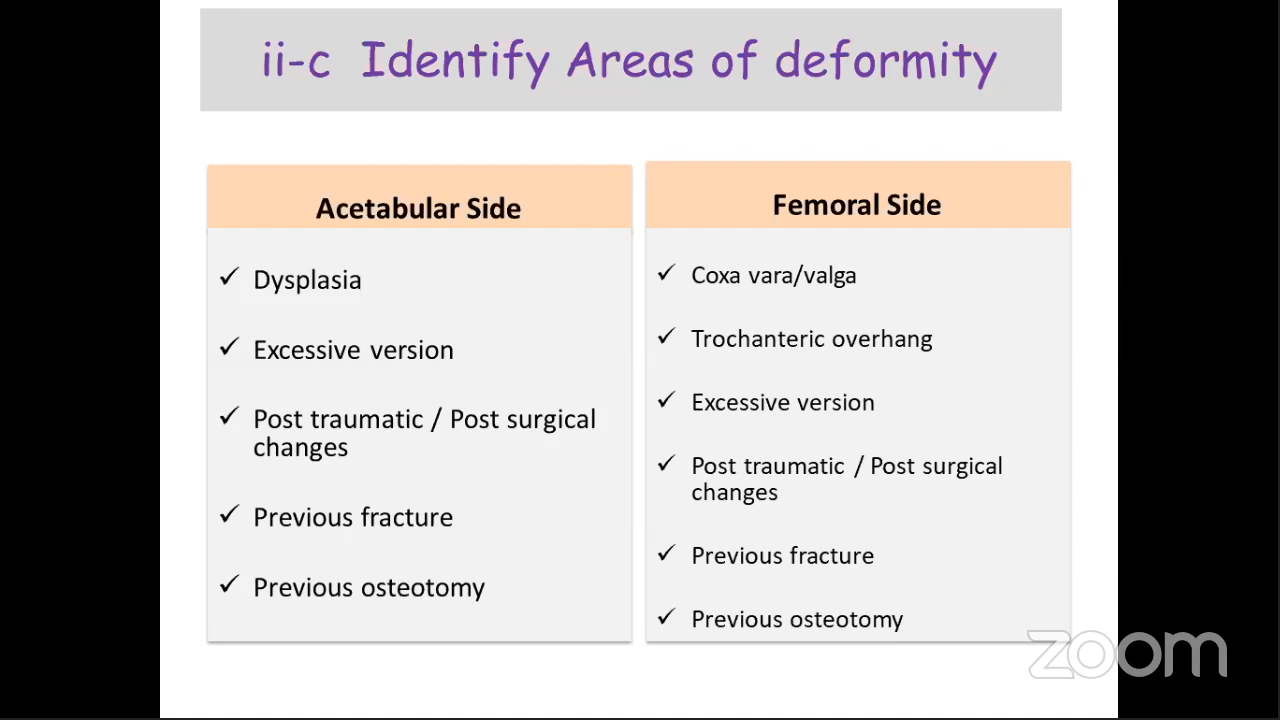 ii-c Identify Areas of deformity
Acetabular Side
✓ Dysplasia
✓ Excessive version
✓ Post traumatic / Post surgical
changes
✓ Previous fracture
✓ Previous osteotomy
Femoral Side
✓ Coxa vara/valga
✓ Trochanteric overhang
✓ Excessive version
✓ Post traumatic / Post surgical
changes
✓ Previous fracture
✓ Previous osteotomy
zoom